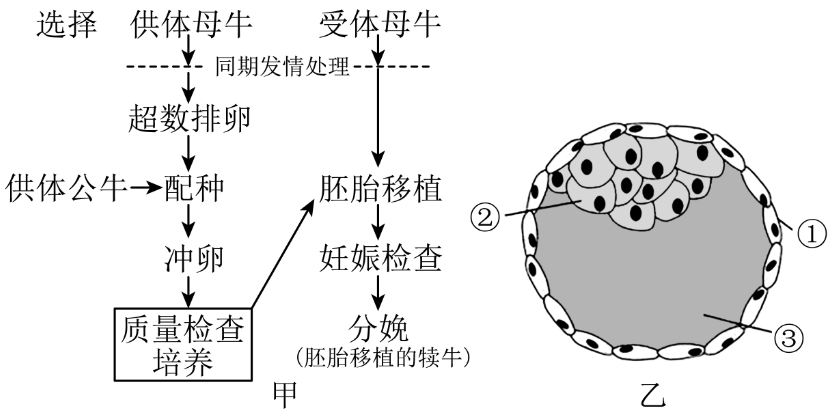 选择 供体母牛 受体母牛
同期发情处理
超数排卵
供体公牛 配种 胚胎移植
冲卵 妊娠检查
质量检查 分娩
培养 (胚胎移植的犊牛)
甲
①
②
③
乙